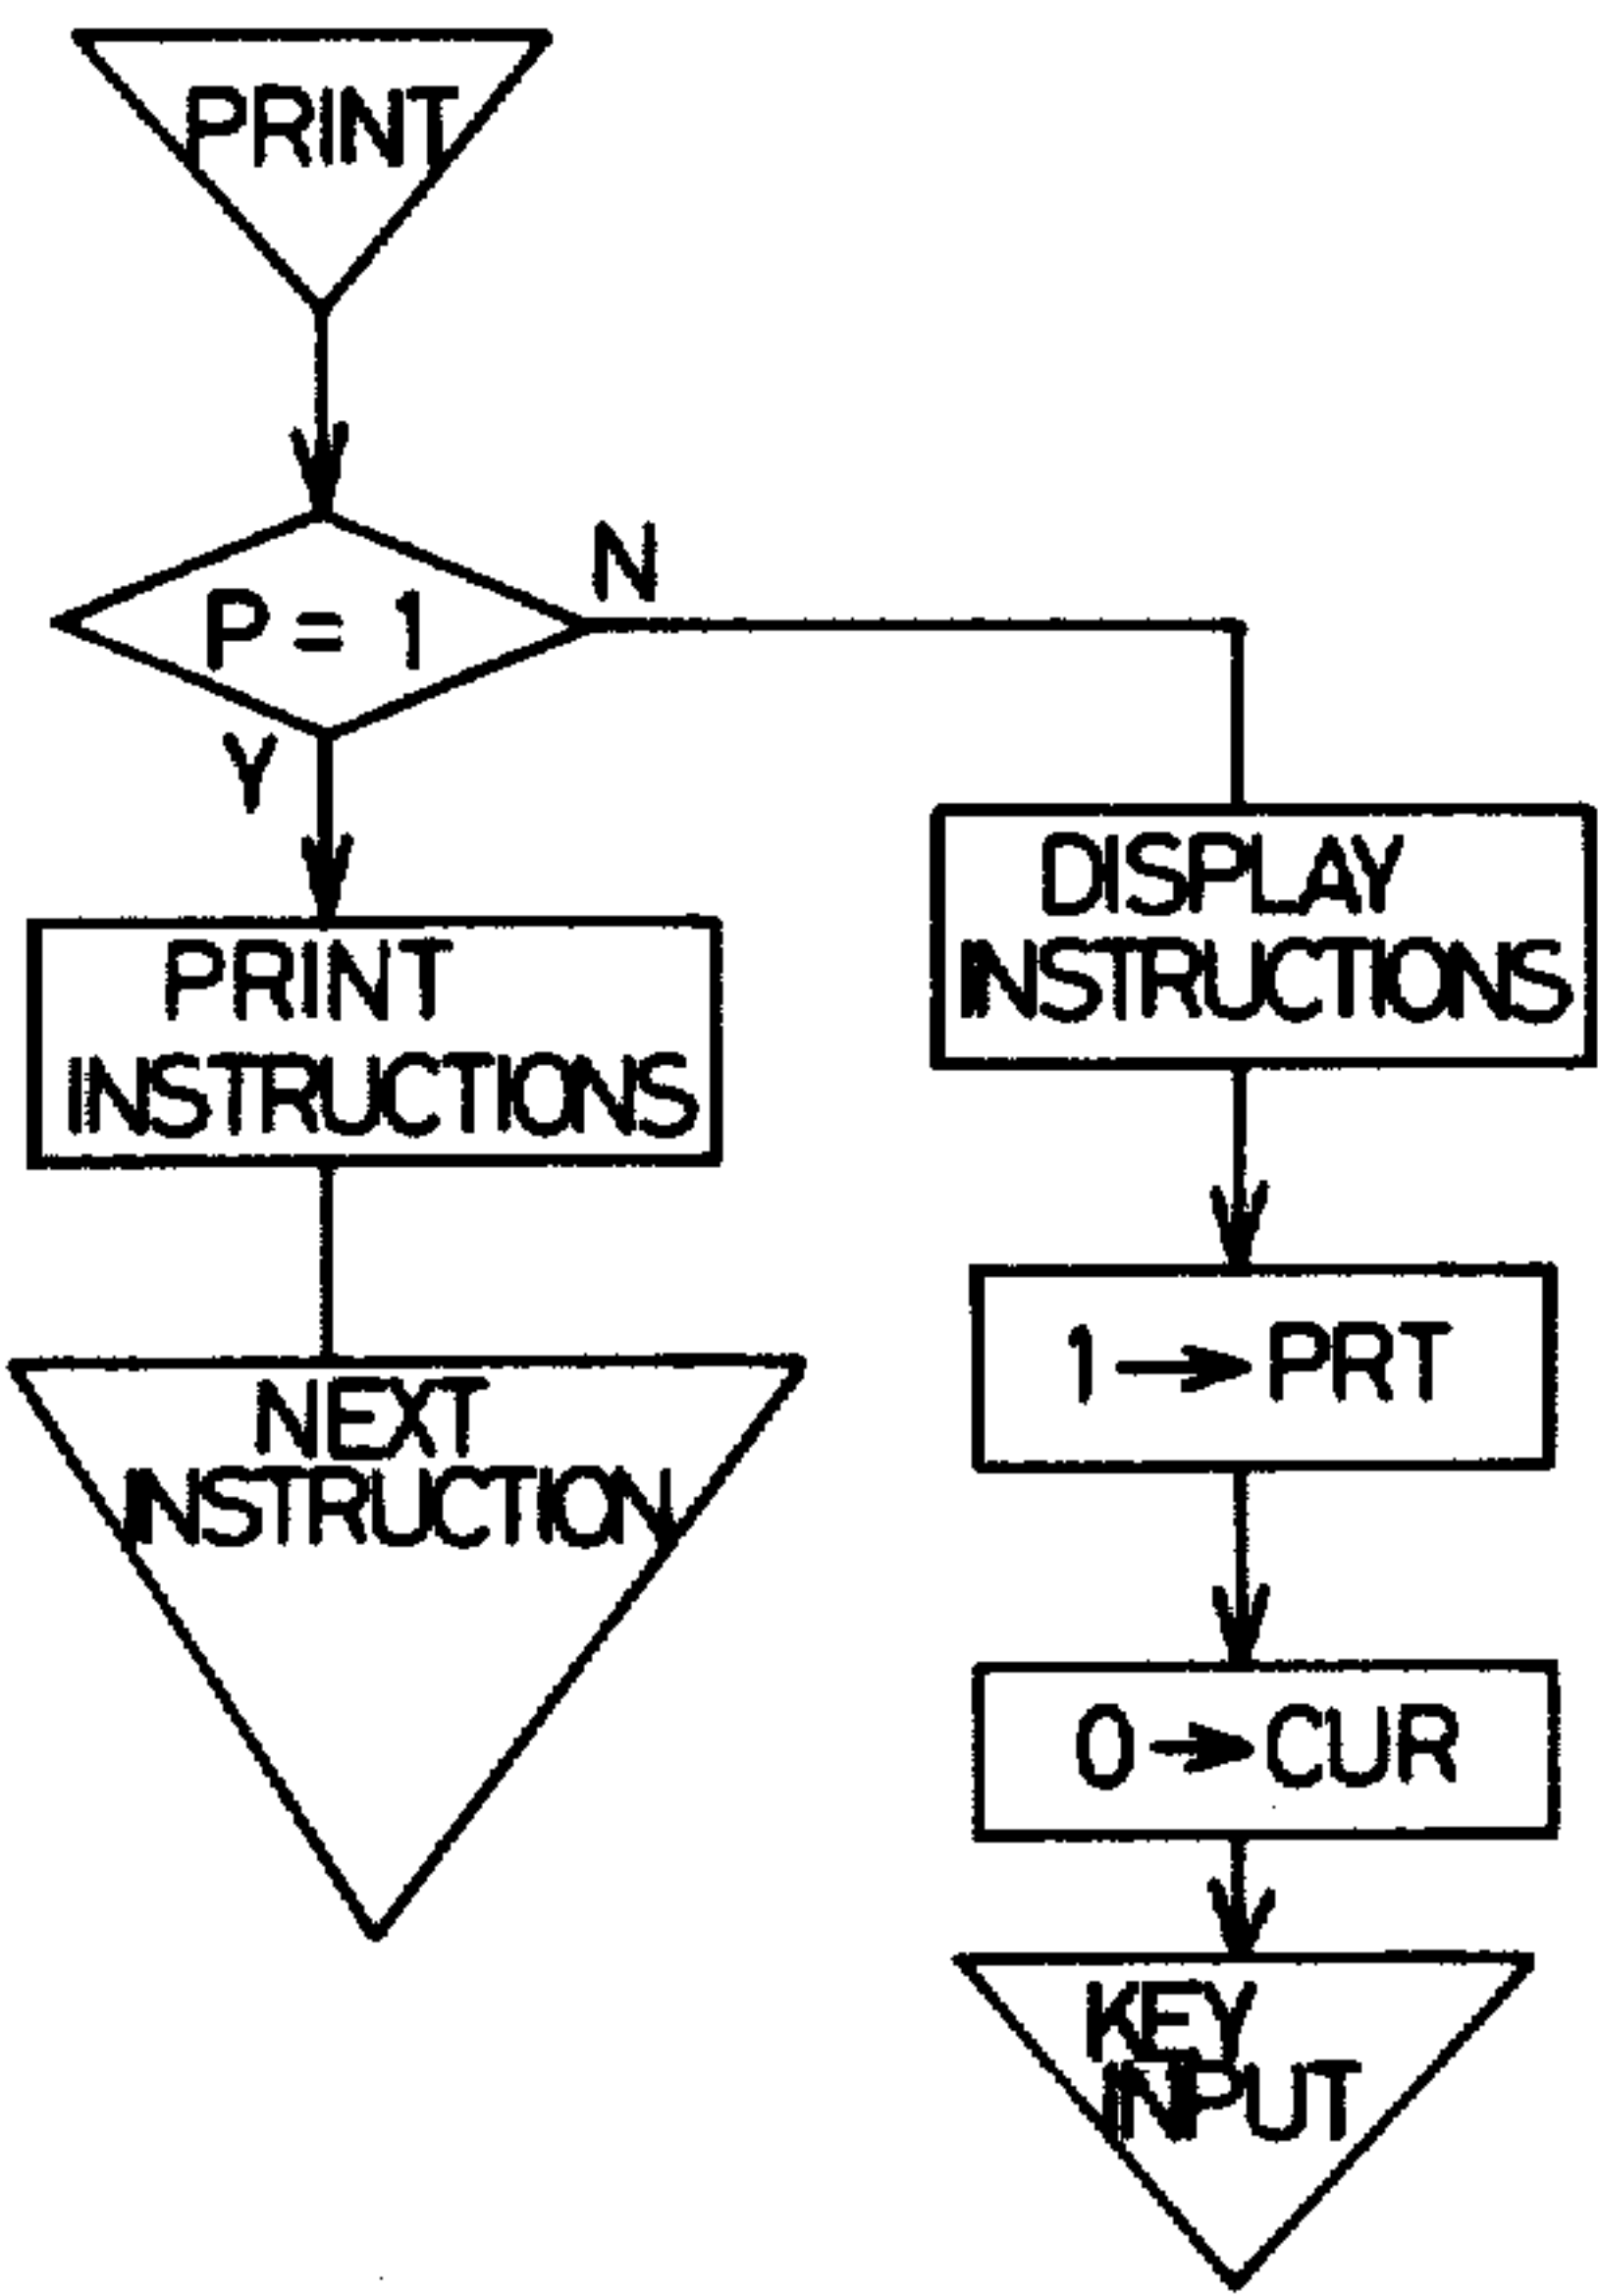 PRINT
P = 1
N
Y
PRINT
INSTRUCTIONS
NEXT
INSTRUCTION
DISPLAY
INSTRUCTIONS
1→PRT
0→CUR
KEY
INPUT